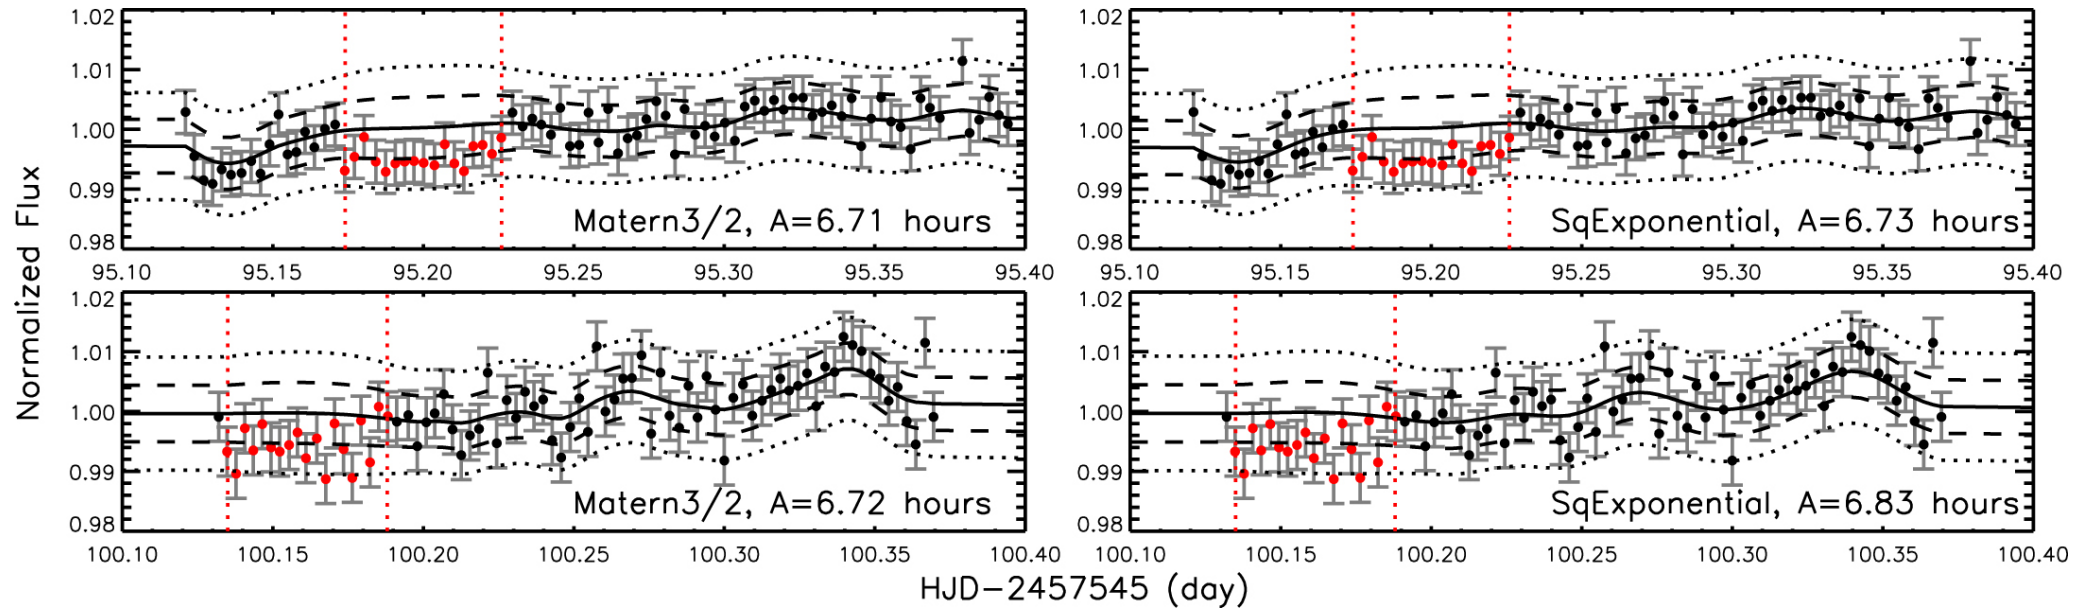 Normalized Flux
1.02
1.01
1.00
0.99
0.98
Matern3/2, A=6.71 hours
95.10 95.15 95.20 95.25 95.30 95.35 95.40
1.02
1.01
1.00
0.99
0.98
SqExponential, A=6.73 hours
95.10 95.15 95.20 95.25 95.30 95.35 95.40
1.02
1.01
1.00
0.99
0.98
Matern3/2, A=6.72 hours
100.10 100.15 100.20 100.25 100.30 100.35 100.40
1.02
1.01
1.00
0.99
0.98
SqExponential, A=6.83 hours
100.10 100.15 100.20 100.25 100.30 100.35 100.40
HJD−2457545 (day)